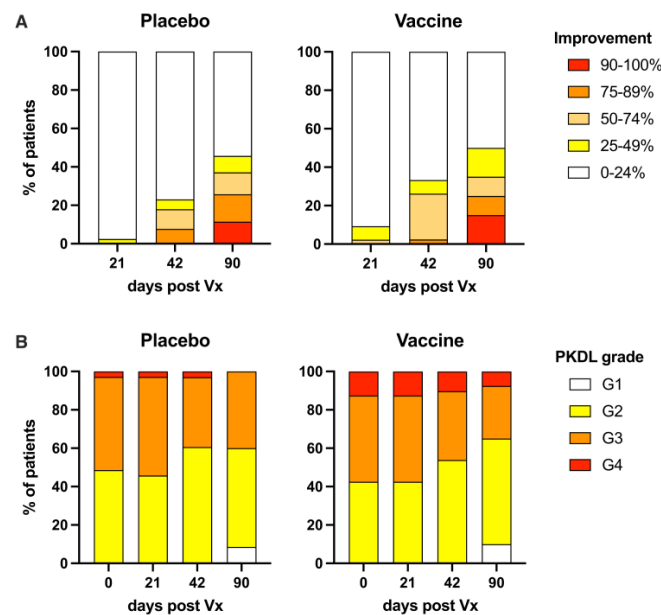 A
Placebo
Vaccine
% of patients
100
80
60
40
20
0
21 42 90
days post Vx
100
80
60
40
20
0
21 42 90
days post Vx
Improvement
90-100%
75-89%
50-74%
25-49%
0-24%
B
Placebo
Vaccine
% of patients
100
80
60
40
20
0
0 21 42 90
days post Vx
100
80
60
40
20
0
0 21 42 90
days post Vx
PKDL grade
G1
G2
G3
G4